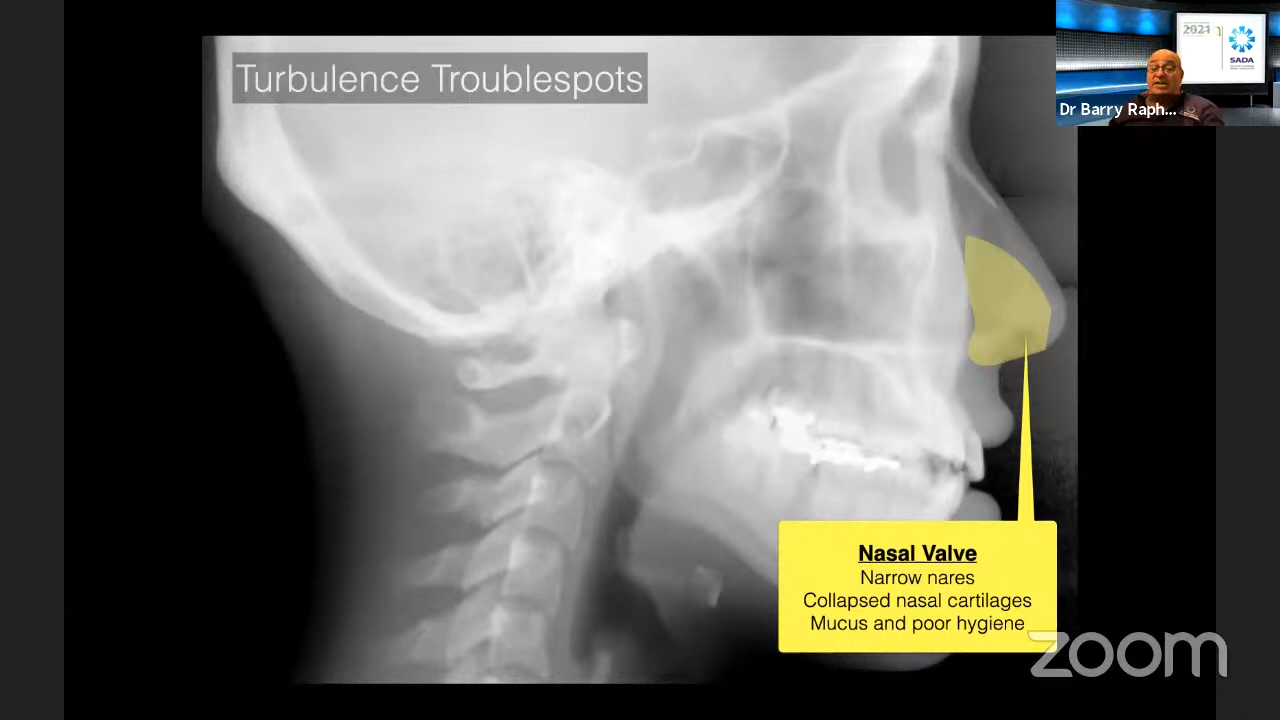 Turbulence Troublespots
2021
SADA
Dr Barry Raph...
Nasal Valve
Narrow nares
Collapsed nasal cartilages
Mucus and poor hygiene
zoom